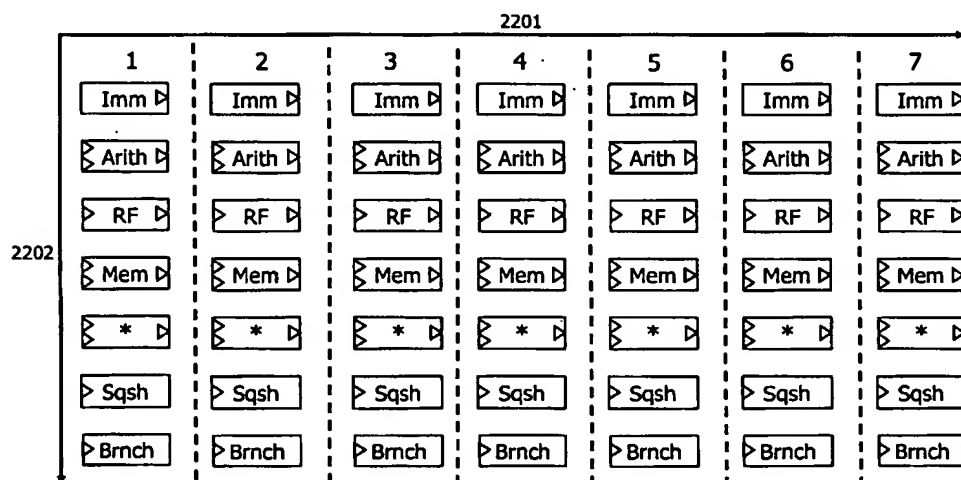 2201
1 2 3 4 5 6 7
Imm Imm Imm Imm Imm Imm Imm
Arith Arith Arith Arith Arith Arith Arith
RF RF RF RF RF RF RF
2202
Mem Mem Mem Mem Mem Mem Mem
* * * * * * *
Sqsh Sqsh Sqsh Sqsh Sqsh Sqsh Sqsh
Brnch Brnch Brnch Brnch Brnch Brnch Brnch